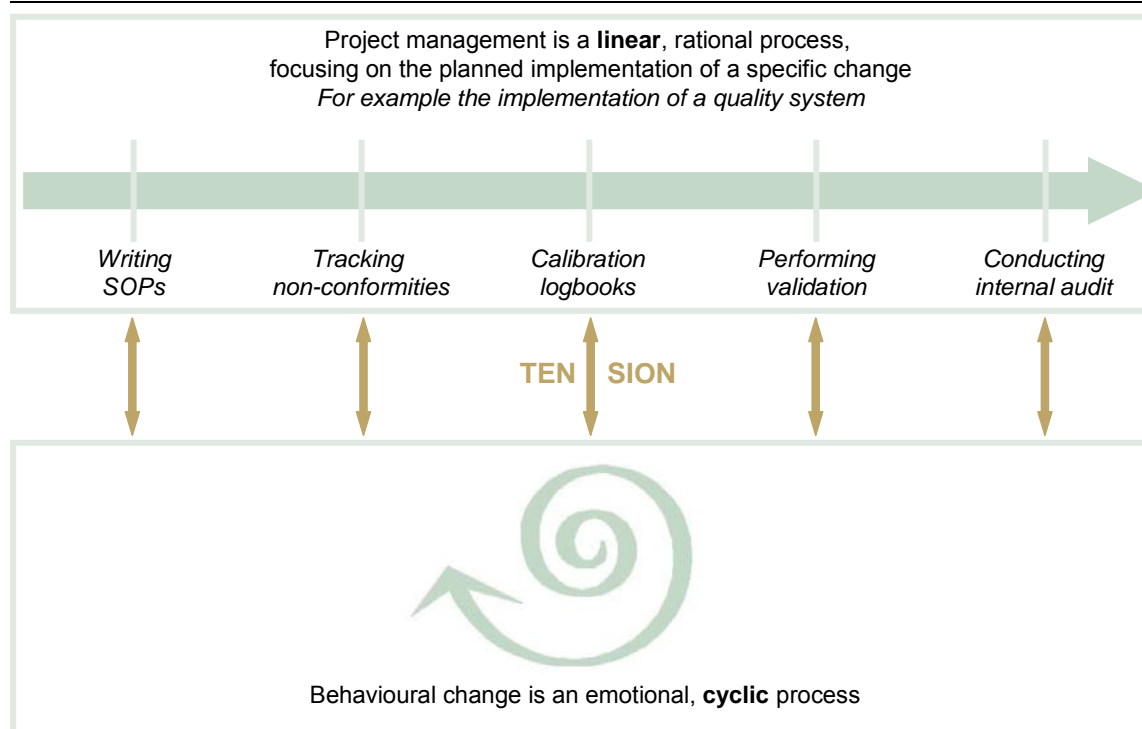 Project management is a linear, rational process,
focusing on the planned implementation of a specific change
For example the implementation of a quality system
Writing
SOPs
Tracking
non-conformities
Calibration
logbooks
Performing
validation
Conducting
internal audit
TEN SION
Behavioural change is an emotional, cyclic process